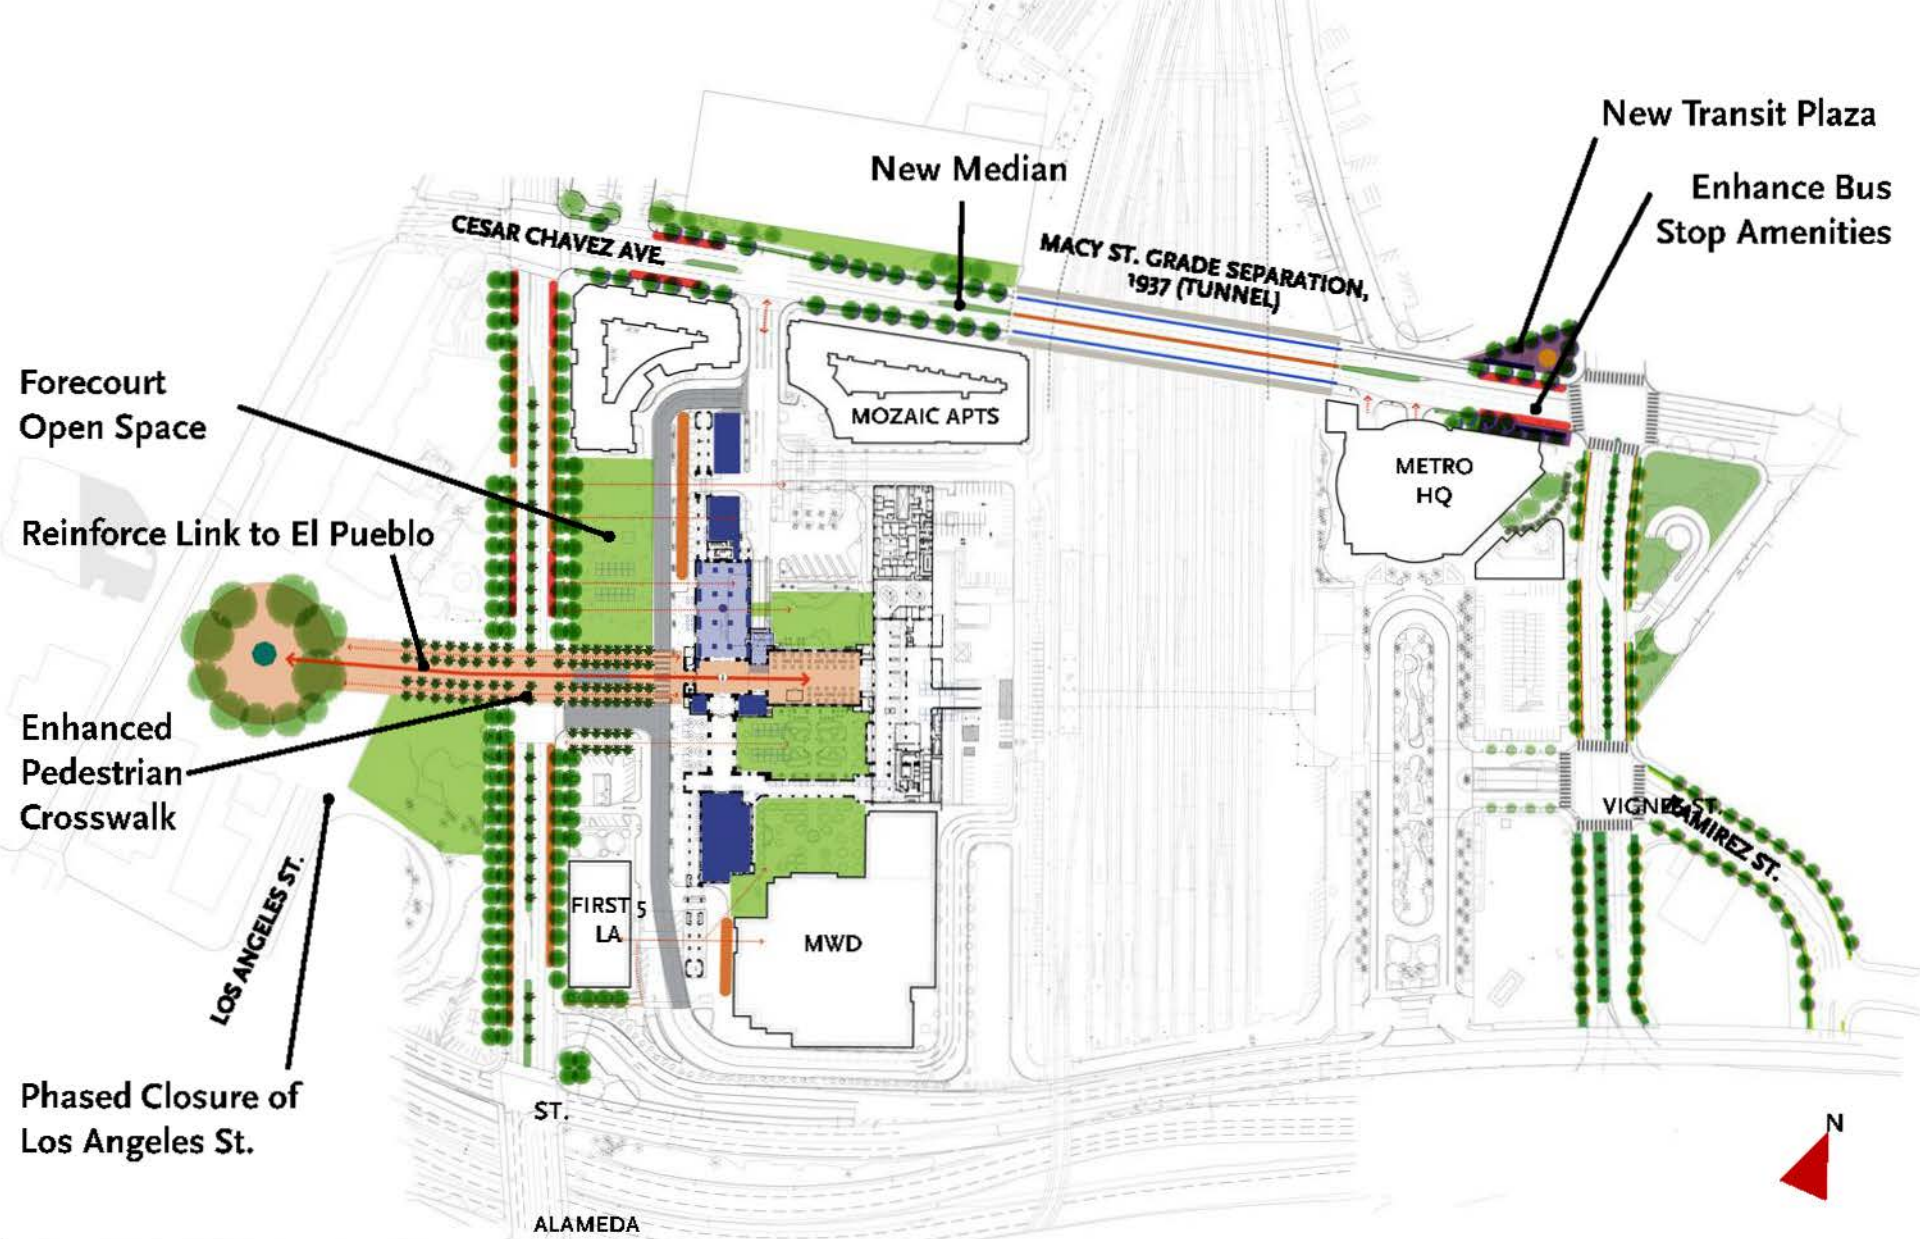 New Transit Plaza
Enhance Bus
Stop Amenities
New Median
CESAR CHAVEZ AVE.
MACY ST. GRADE SEPARATION,
1937 (TUNNEL)
Forecourt
Open Space
MOZAIC APTS
METRO
HQ
Reinforce Link to El Pueblo
Enhanced
Pedestrian
Crosswalk
VIGNES ST.
RAMIREZ ST.
LOS ANGELES ST.
FIRST 5
LA
MWD
Phased Closure of
Los Angeles St.
ST.
ALAMEDA
N